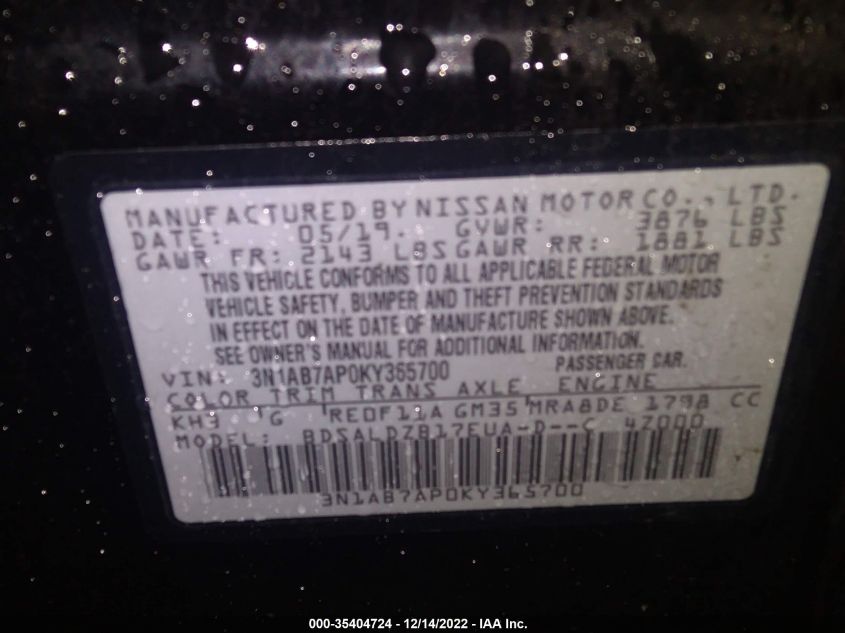 MANUFACTURED BY NISSAN MOTOR CO., LTD.
DATE: 05/19. GVWR: 3876 LBS
GAWR FR: 2143 LBS GAWR RR: 1881 LBS
THIS VEHICLE CONFORMS TO ALL APPLICABLE FEDERAL MOTOR
VEHICLE SAFETY, BUMPER AND THEFT PREVENTION STANDARDS
IN EFFECT ON THE DATE OF MANUFACTURE SHOWN ABOVE.
SEE OWNER'S MANUAL FOR ADDITIONAL INFORMATION.
VIN: 3N1AB7AP0KY365700 PASSENGER CAR.
COLOR TRIM TRANS AXLE ENGINE
KH3 G RE0F11A GM35 MRA8DE 1798 CC
MODEL: BDSALDZB17EUA-D--C 4Z000
3N1AB7AP0KY365700
000-35404724 - 12/14/2022 - IAA Inc.